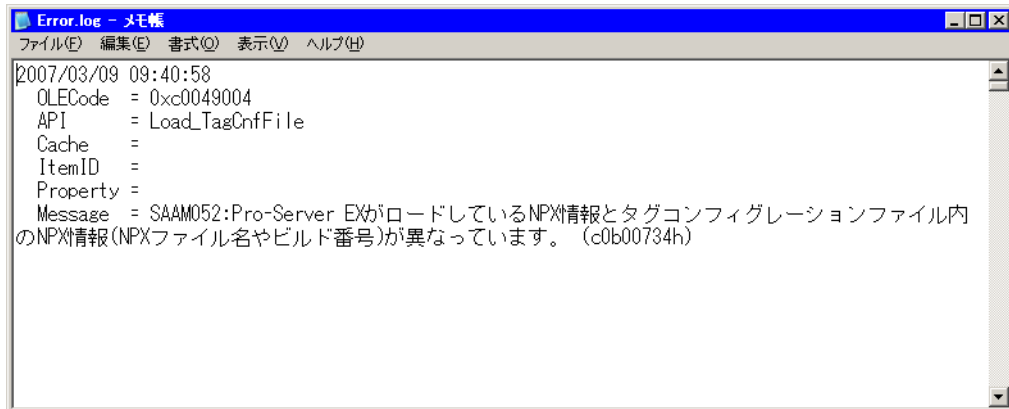 Error.log - メモ帳
ファイル(F) 編集(E) 書式(O) 表示(V) ヘルプ(H)
2007/03/09 09:40:58
OLECode = 0xc0049004
API = Load_TagCnfFile
Cache =
ItemID =
Property =
Message = SAAM052:Pro-Server EXがロードしているNPX情報とタグコンフィグレーションファイル内
のNPX情報(NPXファイル名やビルド番号)が異なっています。 (c0b00734h)